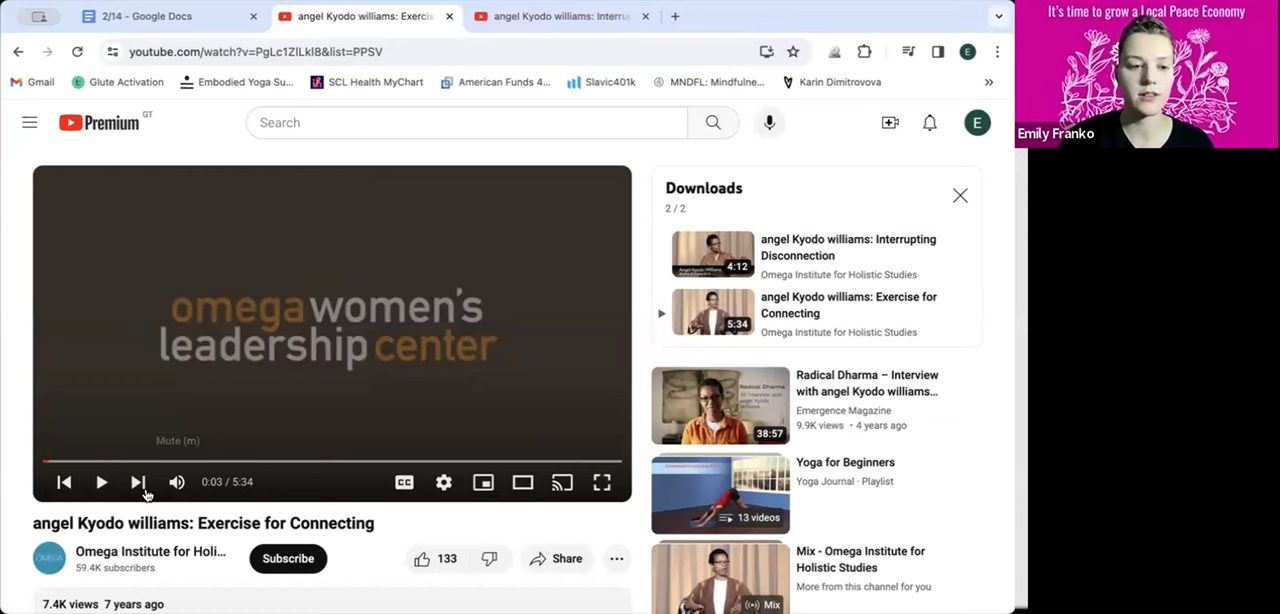 2/14 - Google Docs
angel Kyodo williams: Exercis
angel Kyodo williams: Interru
youtube.com/watch?v=PgLc1ZlLkl8&list=PPSV
Gmail
Glute Activation
Embodied Yoga Su...
SCL Health MyChart
American Funds 4...
Slavic401k
MNDFL: Mindfulne...
Karin Dimitrovova
It's time to grow a Local Peace Economy
Emily Franko
Premium GT
Search
E
omega women's
leadership center
Mute (m)
CC
0:03 / 5:34
angel Kyodo williams: Exercise for Connecting
Omega Institute for Holi...
59.4K subscribers
Subscribe
133
Share
7.4K views 7 years ago
Downloads
2 / 2
4:12
angel Kyodo williams: Interrupting
Disconnection
Omega Institute for Holistic Studies
5:34
angel Kyodo williams: Exercise for
Connecting
Omega Institute for Holistic Studies
38:57
Radical Dharma – Interview
with angel Kyodo williams...
Emergence Magazine
9.9K views • 4 years ago
13 videos
Yoga for Beginners
Yoga Journal · Playlist
Mix
Mix - Omega Institute for
Holistic Studies
More from this channel for you